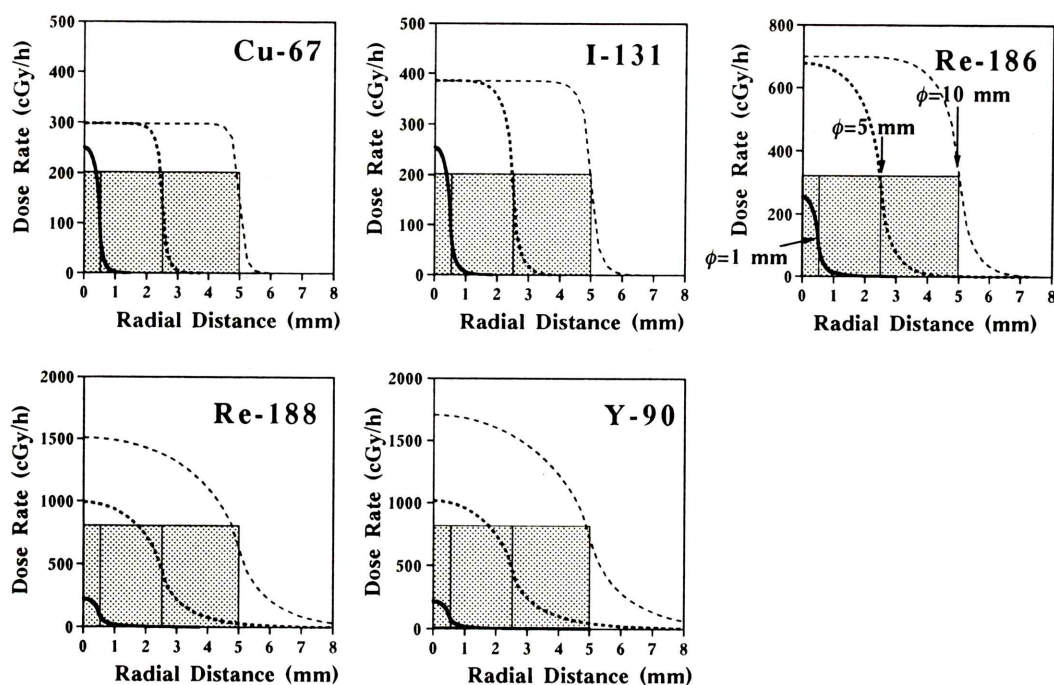 Cu-67
Dose Rate (cGy/h)
500
400
300
200
100
0
0 1 2 3 4 5 6 7 8
Radial Distance (mm)
I-131
Dose Rate (cGy/h)
500
400
300
200
100
0
0 1 2 3 4 5 6 7 8
Radial Distance (mm)
Re-186
Dose Rate (cGy/h)
800
600
400
200
0
ϕ=10 mm
ϕ=5 mm
ϕ=1 mm
0 1 2 3 4 5 6 7 8
Radial Distance (mm)
Re-188
Dose Rate (cGy/h)
2000
1500
1000
500
0
0 1 2 3 4 5 6 7 8
Radial Distance (mm)
Y-90
Dose Rate (cGy/h)
2000
1500
1000
500
0
0 1 2 3 4 5 6 7 8
Radial Distance (mm)